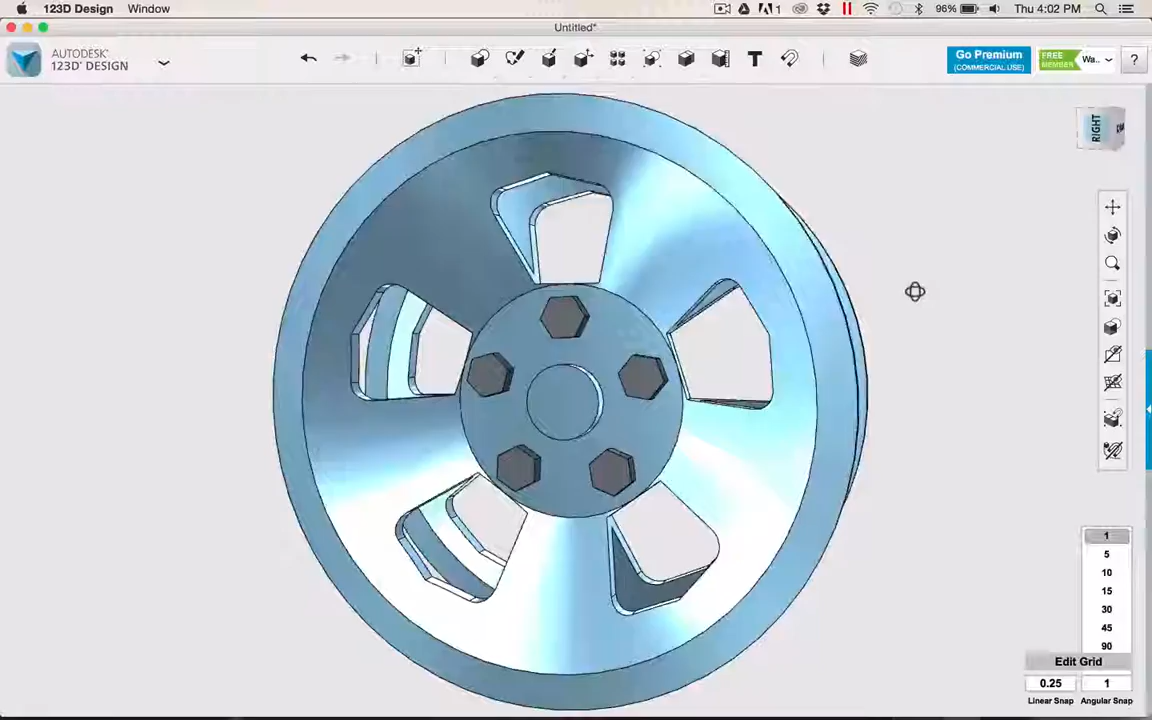 123D Design Window
1
96%
Thu 4:02 PM
Untitled*
AUTODESK®
123D® DESIGN
T
Go Premium
(COMMERCIAL USE)
FREE
MEMBER
Wa..
?
RIGHT
1
5
10
15
30
45
90
Edit Grid
0.25
1
Linear Snap
Angular Snap